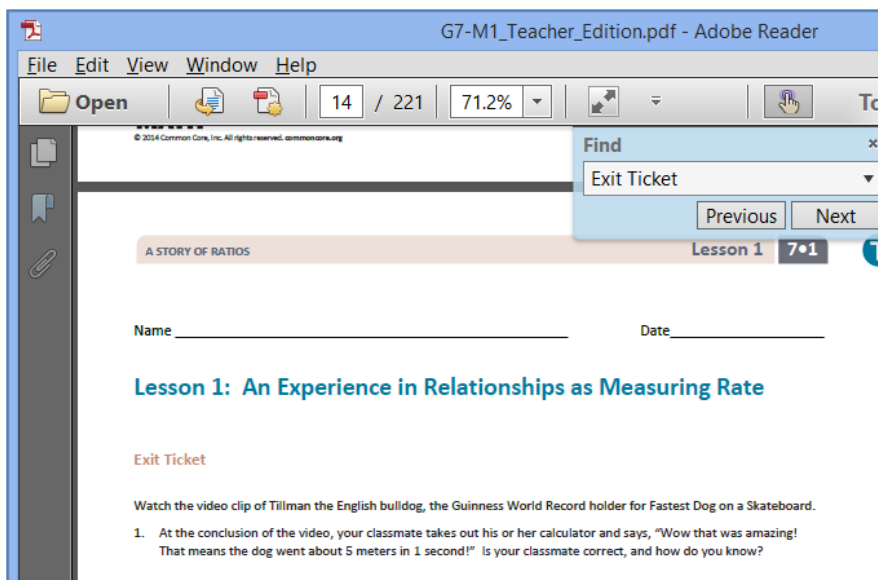 G7-M1_Teacher_Edition.pdf - Adobe Reader
File Edit View Window Help
Open 14 / 221 71.2%
© 2014 Common Core, Inc. All rights reserved. commoncore.org
Find
Exit Ticket
Previous Next
A STORY OF RATIOS Lesson 1 7•1
Name Date
Lesson 1: An Experience in Relationships as Measuring Rate
Exit Ticket
Watch the video clip of Tillman the English bulldog, the Guinness World Record holder for Fastest Dog on a Skateboard.
1. At the conclusion of the video, your classmate takes out his or her calculator and says, “Wow that was amazing!
That means the dog went about 5 meters in 1 second!” Is your classmate correct, and how do you know?